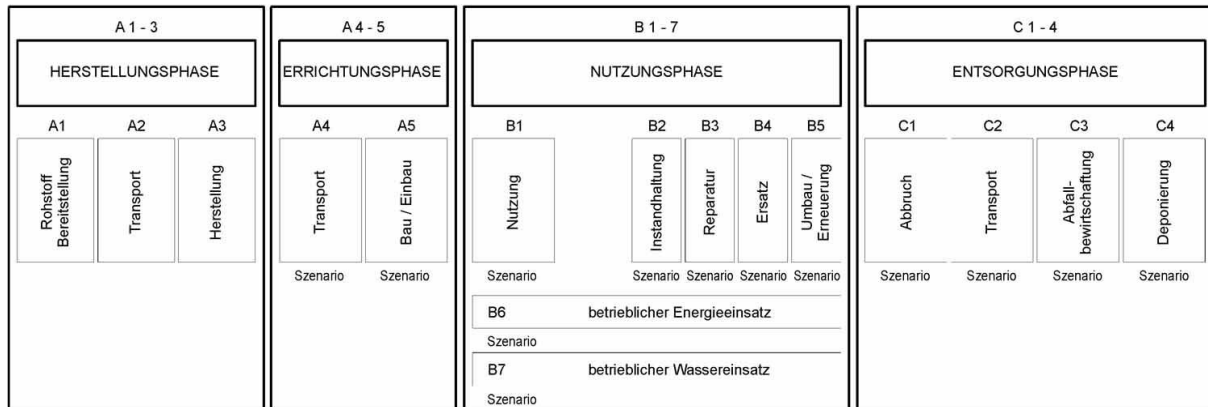 A 1 - 3
HERSTELLUNGSPHASE
A1
A2
A3
Rohstoff
Bereitstellung
Transport
Herstellung
A 4 - 5
ERRICHTUNGSPHASE
A4
A5
Transport
Bau / Einbau
Szenario
Szenario
B 1 - 7
NUTZUNGSPHASE
B1
B2
B3
B4
B5
Nutzung
Instandhaltung
Reparatur
Ersatz
Umbau /
Erneuerung
Szenario
Szenario
Szenario
Szenario
Szenario
B6 betrieblicher Energieeinsatz
Szenario
B7 betrieblicher Wassereinsatz
Szenario
C 1 - 4
ENTSORGUNGSPHASE
C1
C2
C3
C4
Abbruch
Transport
Abfall-
bewirtschaftung
Deponierung
Szenario
Szenario
Szenario
Szenario